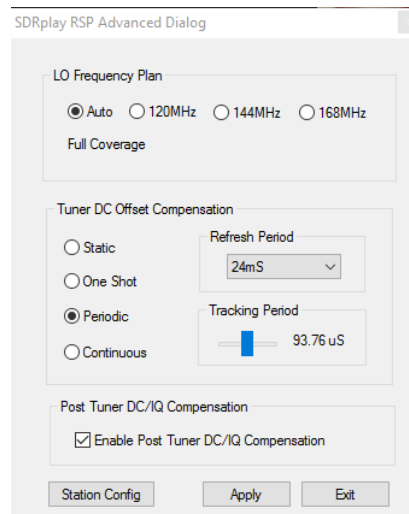 SDRplay RSP Advanced Dialog
LO Frequency Plan
Auto 120MHz 144MHz 168MHz
Full Coverage
Tuner DC Offset Compensation
Static
One Shot
Periodic
Continuous
Refresh Period
24mS
Tracking Period
93.76 uS
Post Tuner DC/IQ Compensation
Enable Post Tuner DC/IQ Compensation
Station Config Apply Exit